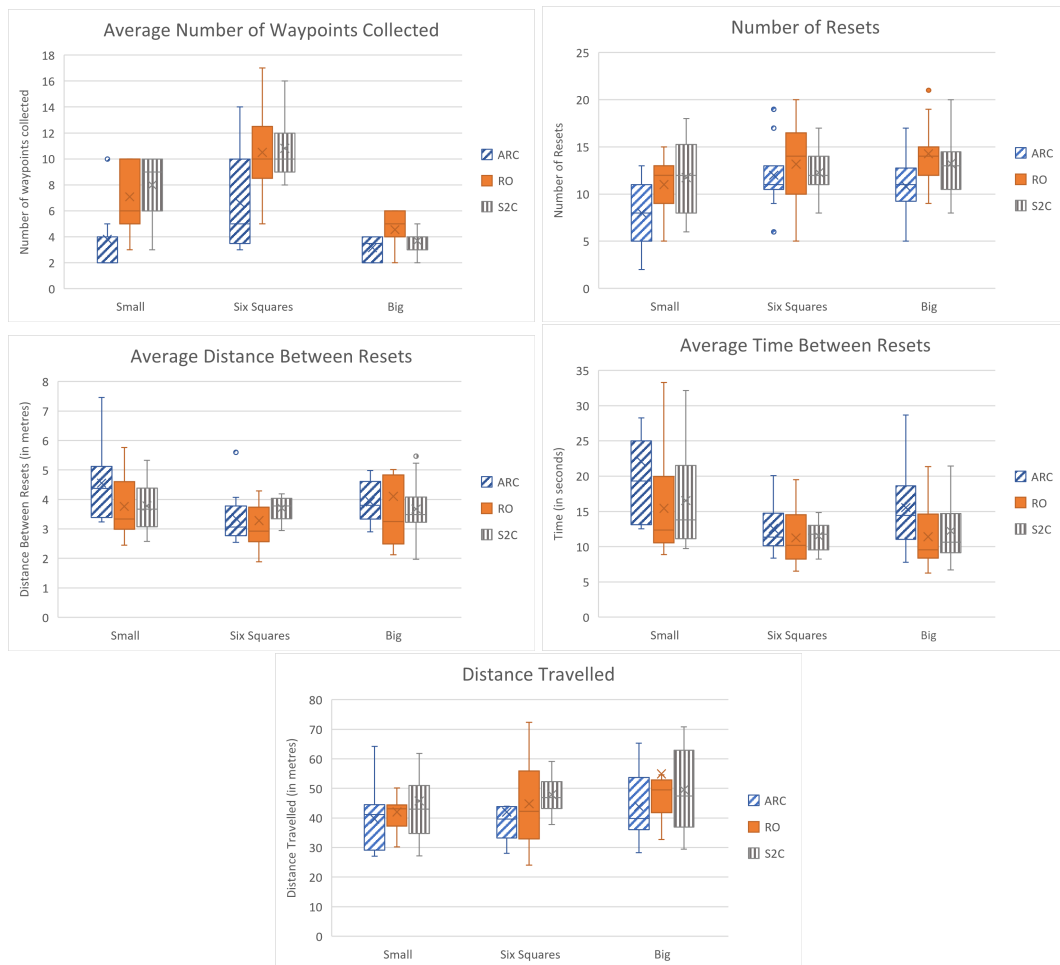 Average Number of Waypoints Collected
Number of waypoints collected
18
16
14
12
10
8
6
4
2
0
Small
Six Squares
Big
ARC
RO
S2C
Number of Resets
Number of Resets
25
20
15
10
5
0
Small
Six Squares
Big
ARC
RO
S2C
Average Distance Between Resets
Distance Between Resets (in metres)
8
7
6
5
4
3
2
1
0
Small
Six Squares
Big
ARC
RO
S2C
Average Time Between Resets
Time (in seconds)
35
30
25
20
15
10
5
0
Small
Six Squares
Big
ARC
RO
S2C
Distance Travelled
Distance Travelled (in metres)
80
70
60
50
40
30
20
10
0
Small
Six Squares
Big
ARC
RO
S2C